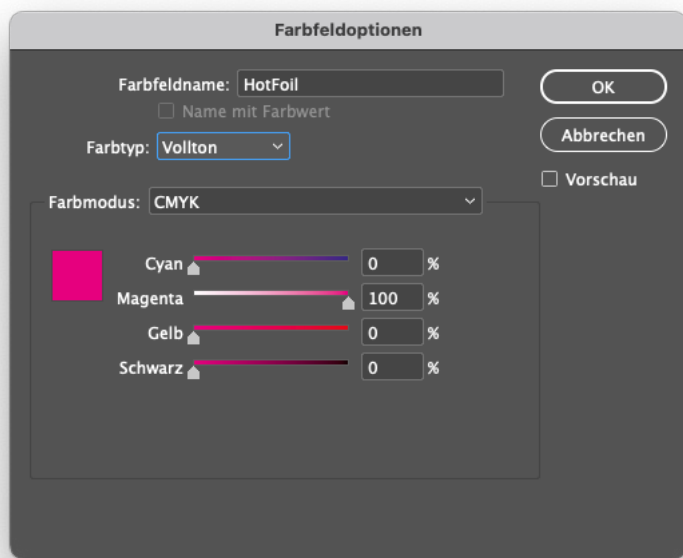 Farbfeldoptionen
Farbfeldname: HotFoil
Name mit Farbwert
Farbtyp: Vollton
OK
Abbrechen
Vorschau
Farbmodus: CMYK
Cyan 0 %
Magenta 100 %
Gelb 0 %
Schwarz 0 %